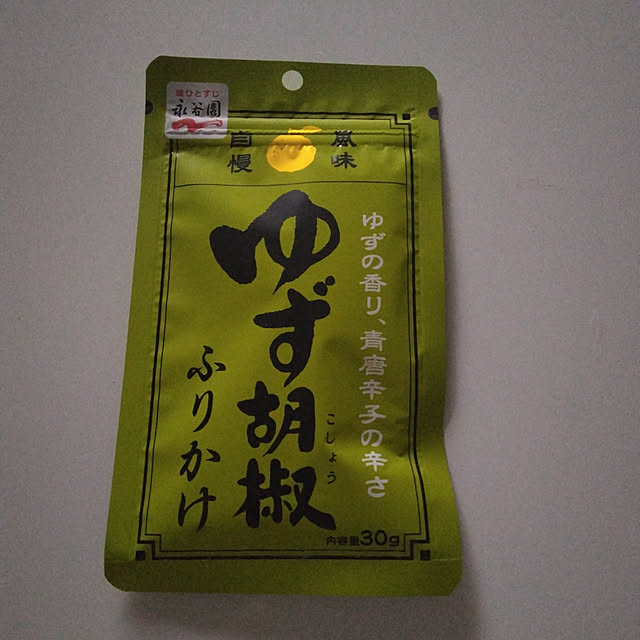 味ひとすじ
永谷園
風味
自慢
ゆずの香り、青唐辛子の辛さ
ゆず胡椒
こしょう
ふりかけ
内容量30g